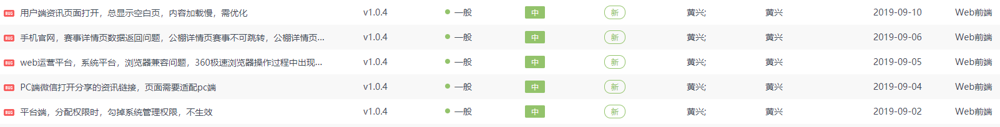 BUG 用户端资讯页面打开，总显示空白页，内容加载慢，需优化 v1.0.4 一般 中 新 黄兴; 黄兴 2019-09-10 Web前端
BUG 手机官网，赛事详情页数据返回问题，公棚详情页赛事不可跳转，公棚详情页... v1.0.4 一般 中 新 黄兴; 黄兴 2019-09-06 Web前端
BUG web运营平台，系统平台，浏览器兼容问题，360极速浏览器操作过程中出现... v1.0.4 一般 中 新 黄兴; 黄兴 2019-09-05 Web前端
BUG PC端微信打开分享的资讯链接，页面需要适配pc端 v1.0.4 一般 中 新 黄兴; 黄兴 2019-09-04 Web前端
BUG 平台端，分配权限时，勾掉系统管理权限，不生效 v1.0.4 一般 中 新 黄兴; 黄兴 2019-09-02 Web前端